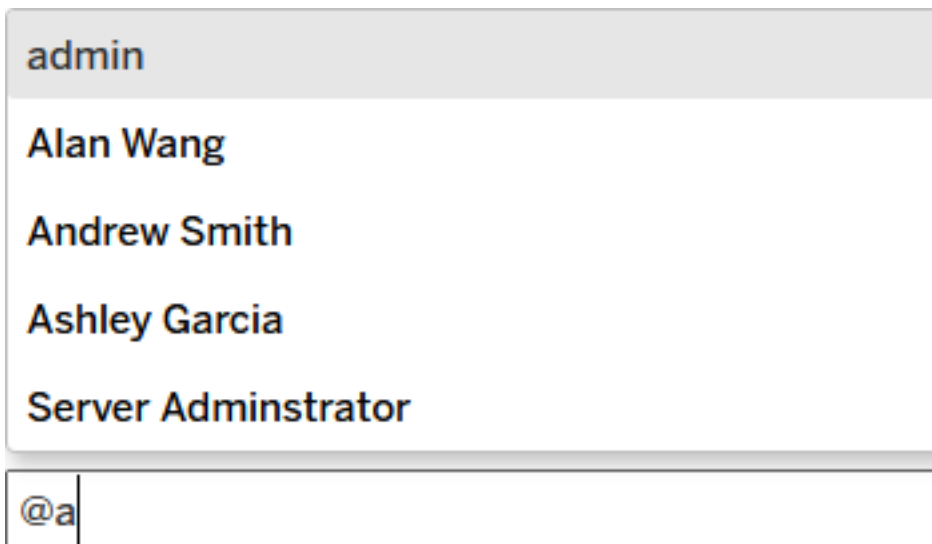 admin
Alan Wang
Andrew Smith
Ashley Garcia
Server Adminstrator
@a